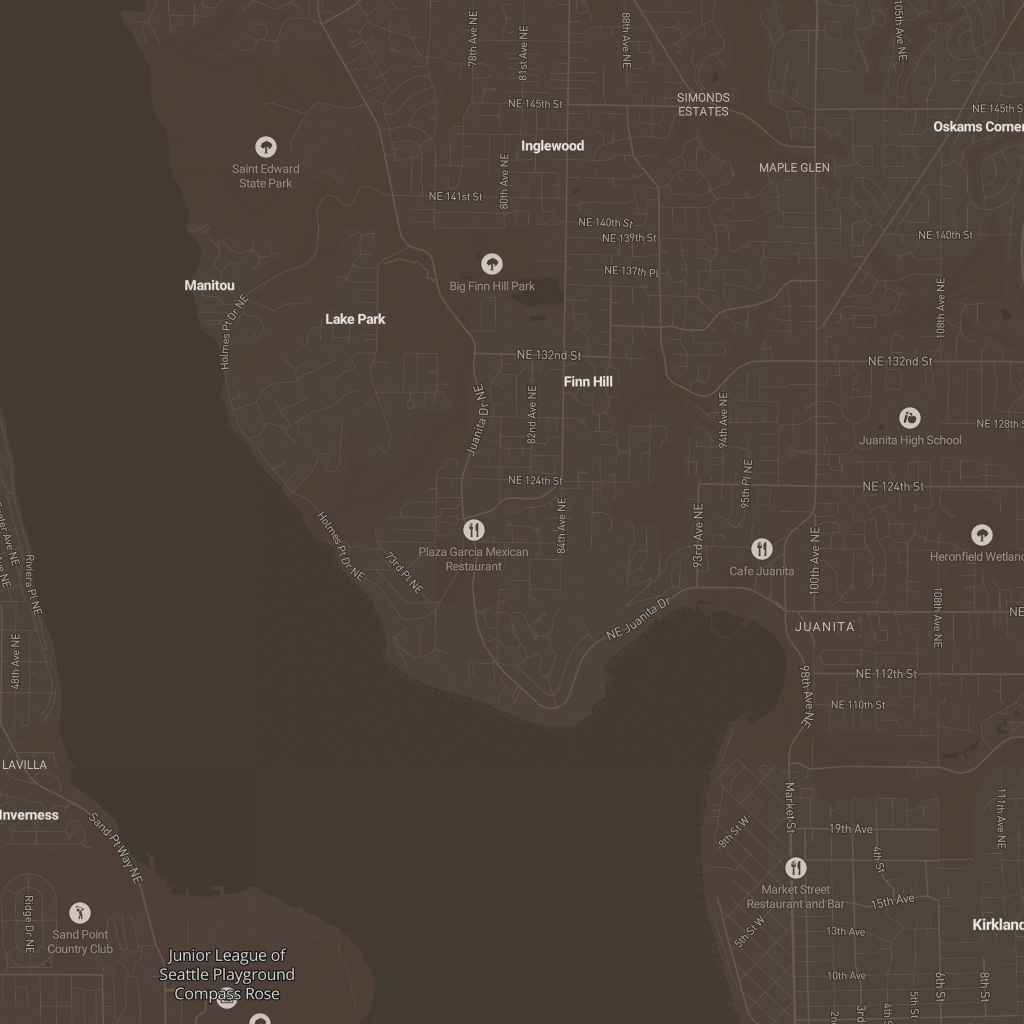 78th Ave NE
81st Ave NE
88th Ave NE
105th Ave NE
SIMONDS
ESTATES
NE 145th St
NE 145th S
Oskams Corner
Inglewood
Saint Edward
State Park
MAPLE GLEN
80th Ave NE
NE 141st St
NE 140th St
NE 139th St
NE 140th St
NE 137th Pl
Manitou
Big Finn Hill Park
108th Ave NE
Holmes Pt Dr NE
Lake Park
NE 132nd St
NE 132nd St
Finn Hill
Juanita Dr NE
82nd Ave NE
94th Ave NE
NE 128th S
Juanita High School
NE 124th St
95th Pl NE
NE 124th St
84th Ave NE
93rd Ave NE
100th Ave NE
Holmes Pt Dr NE
Plaza Garcia Mexican
Restaurant
73rd Pl NE
Cafe Juanita
Heronfield Wetland
Riviera Pl NE
108th Ave NE
NE Juanita Dr
NE
JUANITA
48th Ave NE
NE 112th St
98th Ave NE
NE 110th St
LAVILLA
Inverness
Sand Pt Way NE
Market St
111th Ave NE
8th St W
19th Ave
4th St
Market Street
Restaurant and Bar
15th Ave
Ridge Dr NE
Sand Point
Country Club
5th St W
13th Ave
Kirkland
Junior League of
Seattle Playground
Compass Rose
10th Ave
6th St
8th St
5th St
4th St
3rd
2nd